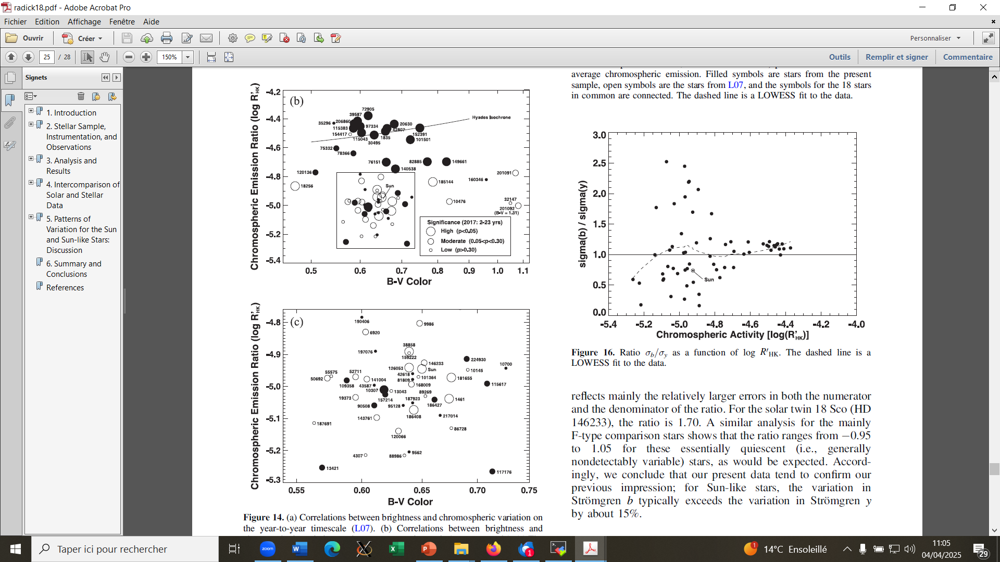 radick18.pdf - Adobe Acrobat Pro
Fichier Edition Affichage Fenêtre Aide
Ouvrir Créer Personnaliser
25 / 28 150% Outils Remplir et signer Commentaire
Signets
1. Introduction
2. Stellar Sample,
Instrumentation, and
Observations
3. Analysis and
Results
4. Intercomparison of
Solar and Stellar
Data
5. Patterns of
Variation for the Sun
and Sun-like Stars:
Discussion
6. Summary and
Conclusions
References
(b)
Chromospheric Emission Ratio (log R'HK)
-4.2
-4.4
-4.6
-4.8
-5.0
-5.2
-5.4
72905
39587
35296
206860
97334
20630
Hyades Isochrone
115383
42807
154417
152391
115043
1835
101501
30495
75332
78366
76151
82885
149661
140538
120136
201091
160346
185144
18256
Sun
10476
32147
201092
(B-V = 1.31)
Significance (2017: 2-23 yrs)
High (p<0.05)
Moderate (0.05<p<0.30)
Low (p>0.30)
0.5 0.6 0.7 0.8 0.9 1.0 1.1
B-V Color
(c)
Chromospheric Emission Ratio (log R'HK)
-4.8
-4.9
-5.0
-5.1
-5.2
-5.3
190406
9986
6920
38858
197076
159222
224930
146233
10700
126053
Sun
10145
55575
52711
42618
101364
50692
141004
81809
181655
109358
43587
168009
115617
10307
13043
89269
19373
157214
187923
1461
90508
95128
186427
143761
186408
217014
187691
86728
120066
4307
88986
9562
13421
117176
0.55 0.60 0.65 0.70 0.75
B-V Color
Figure 14. (a) Correlations between brightness and chromospheric variation on
the year-to-year timescale (L07). (b) Correlations between brightness and
average chromospheric emission. Filled symbols are stars from the present
sample, open symbols are the stars from L07, and the symbols for the 18 stars
in common are connected. The dashed line is a LOWESS fit to the data.
sigma(b) / sigma(y)
3.0
2.5
2.0
1.5
1.0
0.5
0.0
Sun
-5.4 -5.2 -5.0 -4.8 -4.6 -4.4 -4.2 -4.0
Chromospheric Activity [log(R'HK)]
Figure 16. Ratio σb/σy as a function of log R′HK. The dashed line is a
LOWESS fit to the data.
reflects mainly the relatively larger errors in both the numerator
and the denominator of the ratio. For the solar twin 18 Sco (HD
146233), the ratio is 1.70. A similar analysis for the mainly
F-type comparison stars shows that the ratio ranges from −0.95
to 1.05 for these essentially quiescent (i.e., generally
nondetectably variable) stars, as would be expected. Accord-
ingly, we conclude that our present data tend to confirm our
previous impression; for Sun-like stars, the variation in
Strömgren b typically exceeds the variation in Strömgren y
by about 15%.
Taper ici pour rechercher
zoom
1
1
14°C Ensoleillé
11:05
04/04/2025
29